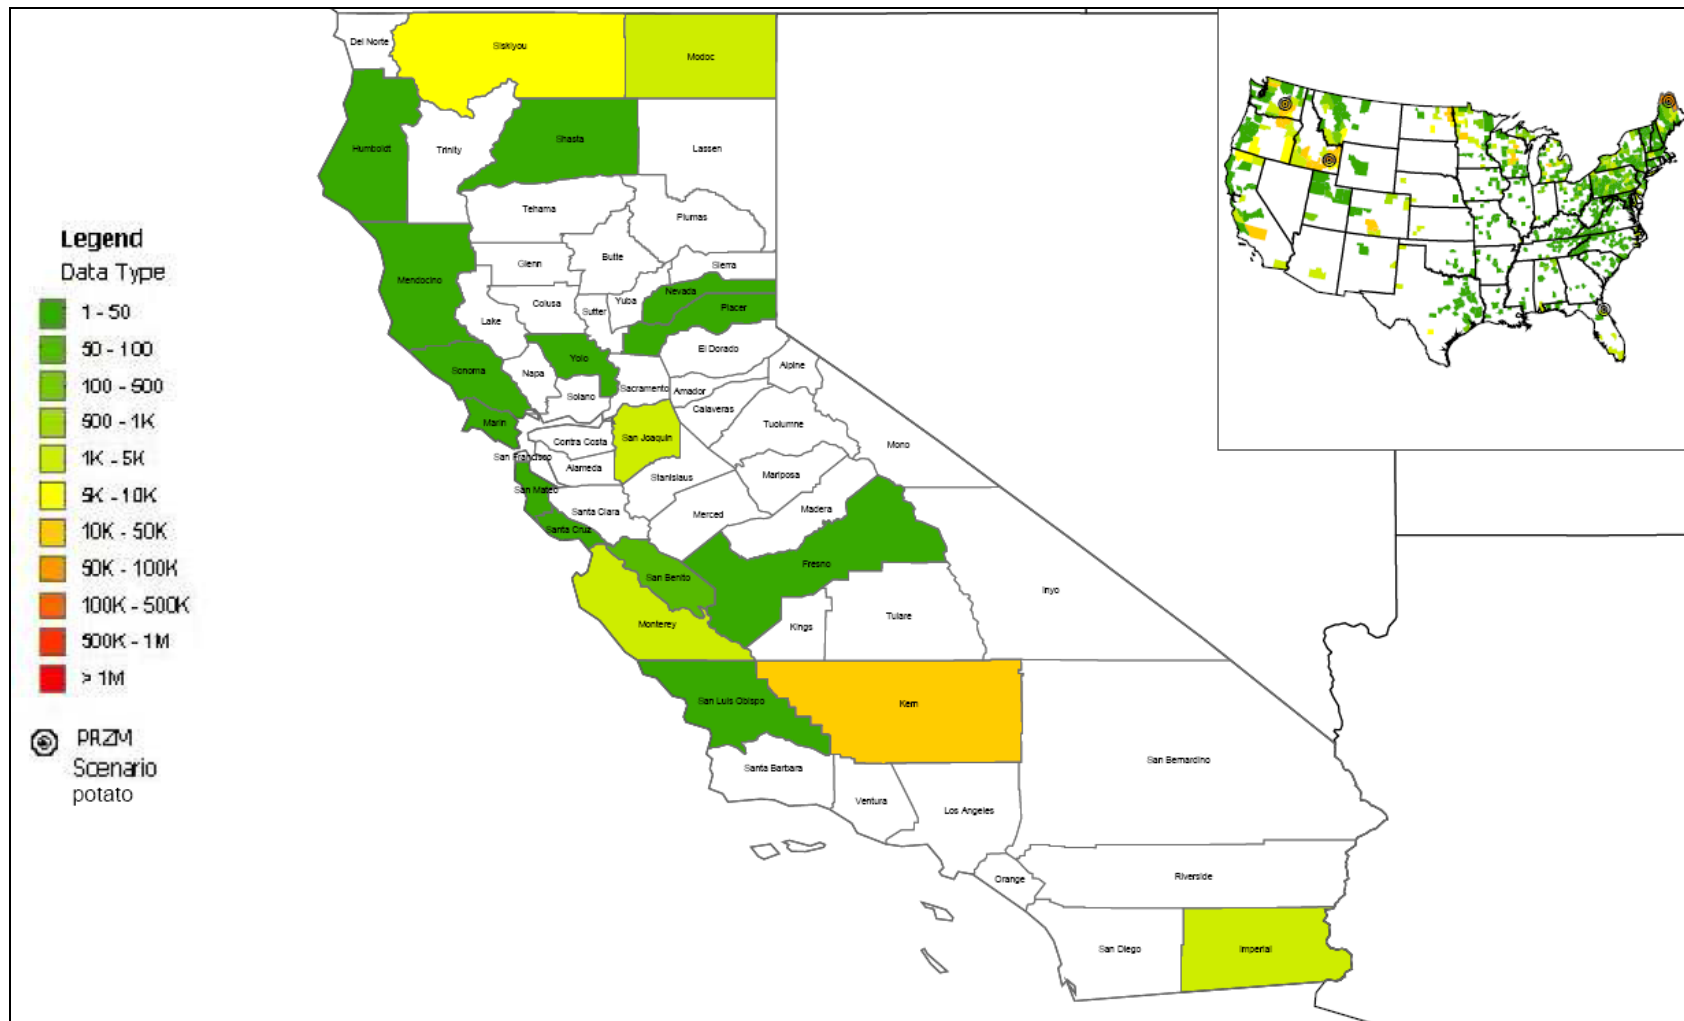 Del Norte
Siskiyou
Modoc
Humboldt
Trinity
Shasta
Lassen
Tehama
Plumas
Legend
Data Type
1 - 50
50 - 100
100 - 500
500 - 1K
1K - 5K
5K - 10K
10K - 50K
50K - 100K
100K - 500K
500K - 1M
> 1M
PRZM
Scenario
potato
Mendocino
Glenn
Butte
Sierra
Nevada
Placer
Colusa
Sutter
Yuba
Lake
El Dorado
Yolo
Sonoma
Napa
Solano
Sacramento
Amador
Alpine
Calaveras
Marin
Contra Costa
San Joaquin
Tuolumne
Mono
San Francisco
Alameda
Stanislaus
Mariposa
San Mateo
Santa Clara
Merced
Madera
Santa Cruz
San Benito
Fresno
Inyo
Monterey
Kings
Tulare
San Luis Obispo
Kern
Santa Barbara
San Bernardino
Ventura
Los Angeles
Orange
Riverside
San Diego
Imperial